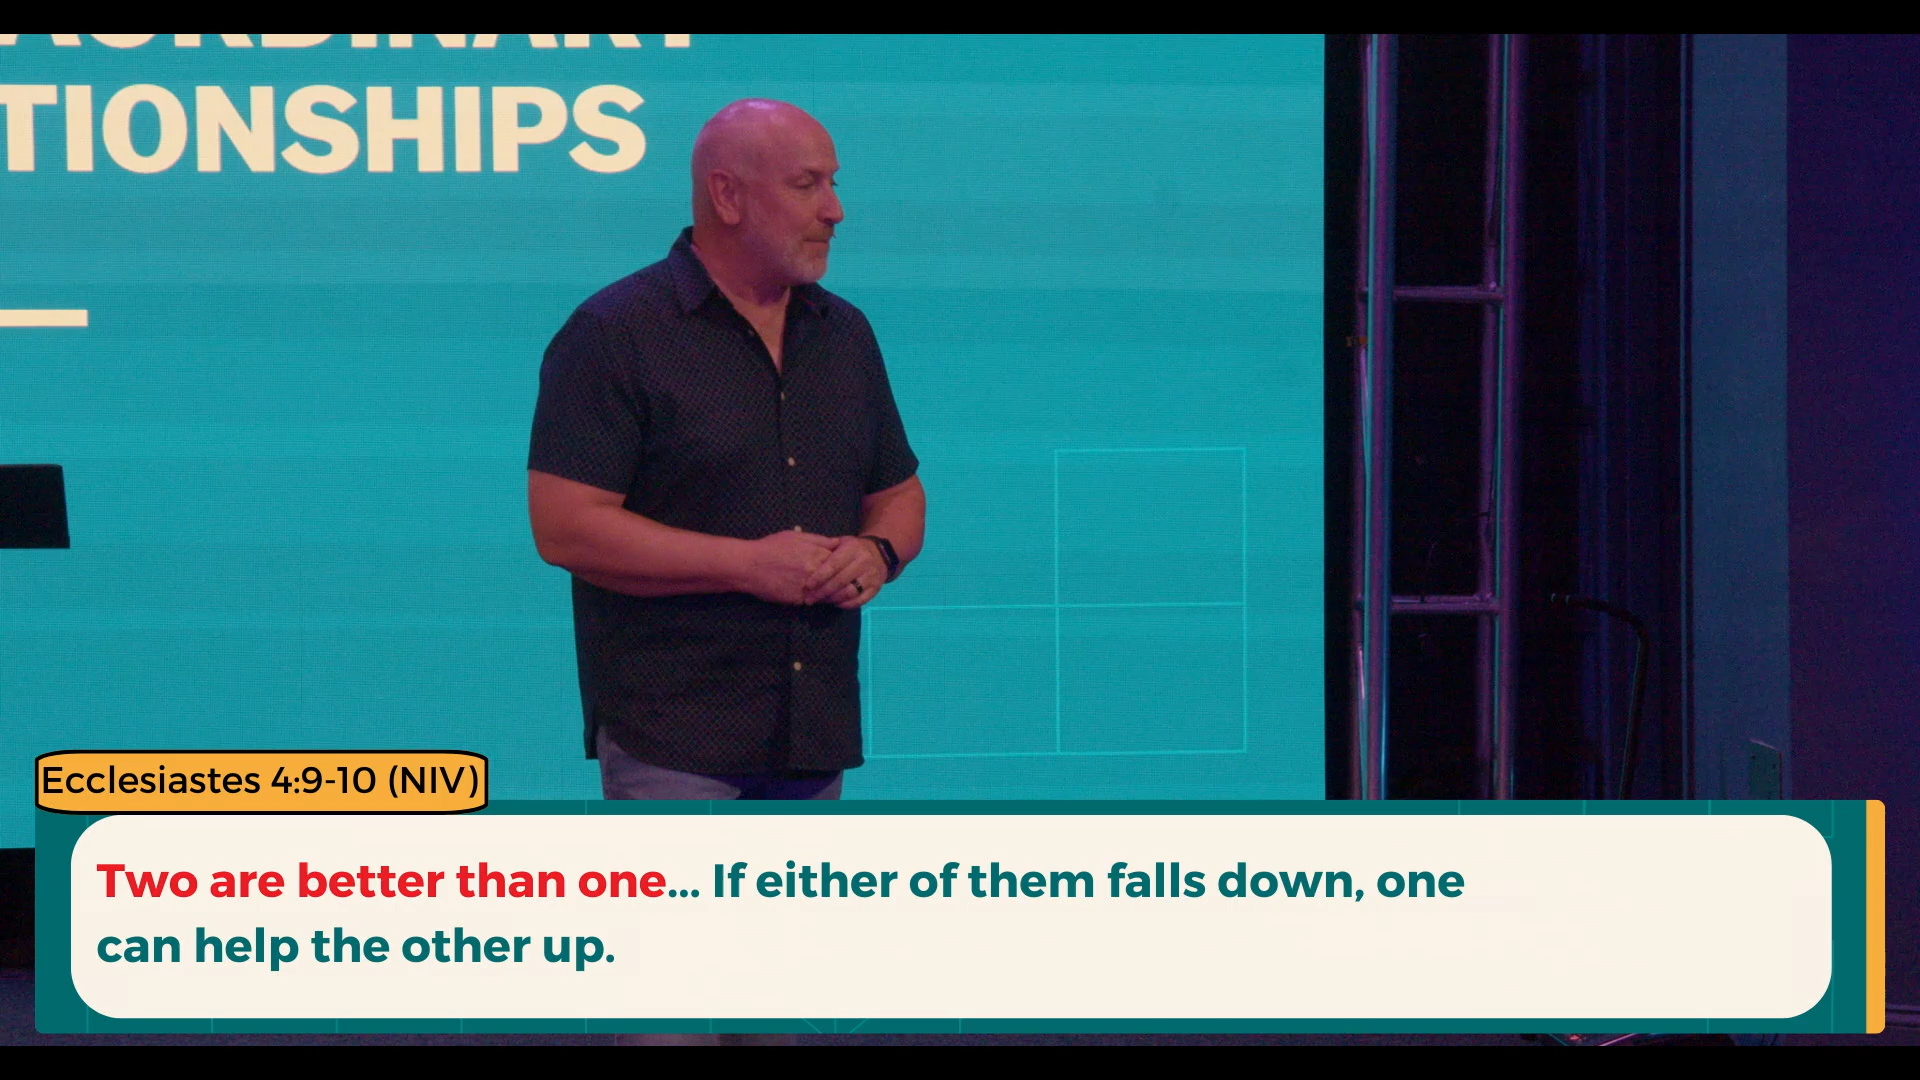 TIONSHIPS
Ecclesiastes 4:9-10 (NIV)
Two are better than one... If either of them falls down, one
can help the other up.